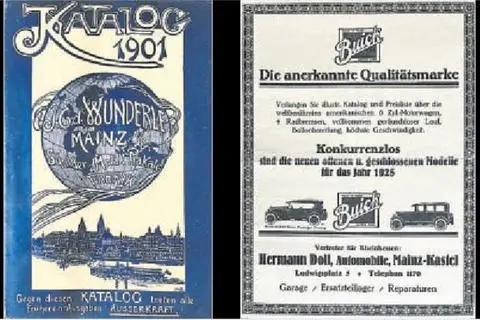 KATALOG
1901
J. Gg. WUNDERLE
MAINZ
Buick
Die anerkannte Qualitätsmarke
Verlangen Sie illustr. Katalog und Preisliste über die
weltberühmten amerikanischen 6 Zyl.-Motorwagen,
4 Radbremsen, vollkommen geräuschloser Lauf,
Ballonbereifung, höchste Geschwindigkeit.
Konkurrenzlos
sind die neuen offenen u. geschlossenen Modelle
für das Jahr 1925
Buick
Vertreter für Rheinhessen:
Hermann Doll, Automobile, Mainz-Kastel
Ludwigsplatz 5 • Telephon 1170
Garage / Ersatzteillager / Reparaturen
Gegen diesen KATALOG treten alle
früheren Ausgaben AUSSERKRAFT.